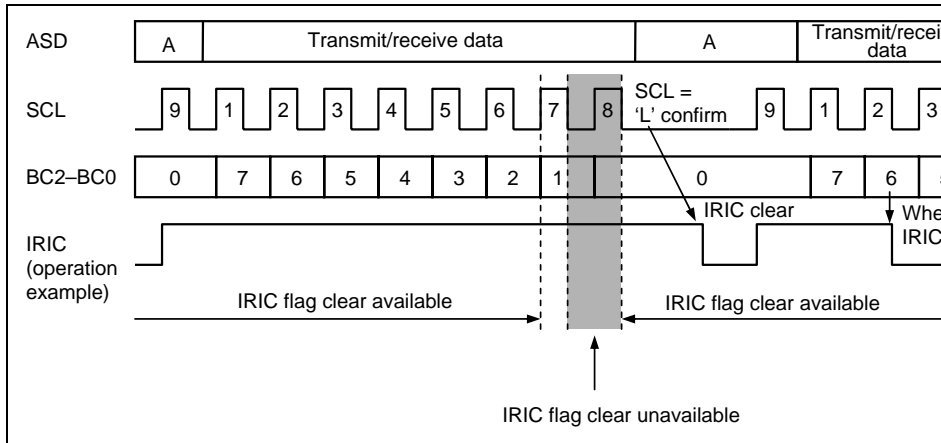 ASD A Transmit/receive data A Transmit/recei
data
SCL 9 1 2 3 4 5 6 7 8 SCL =
'L' confirm 9 1 2 3
BC2–BC0 0 7 6 5 4 3 2 1 0 7 6
IRIC
(operation
example)
IRIC clear
Whe
IRIC
IRIC flag clear available
IRIC flag clear available
IRIC flag clear unavailable